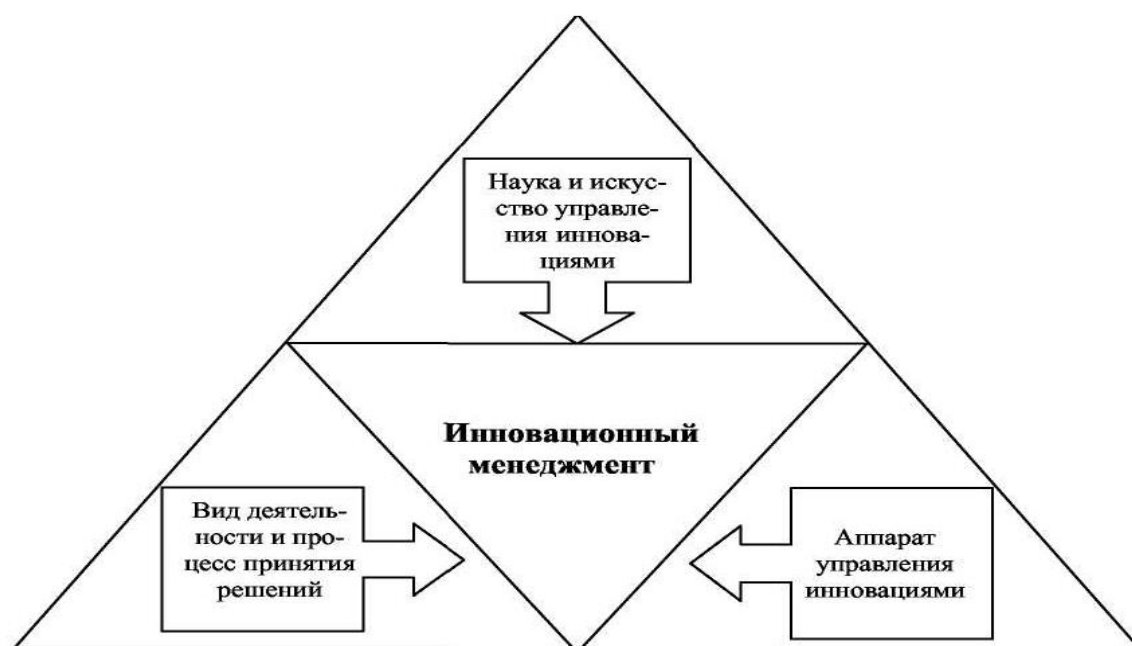 Наука и искус-
ство управле-
ния иннова-
циями
Инновационный
менеджмент
Вид деятель-
ности и про-
цесс принятия
решений
Аппарат
управления
инновациями